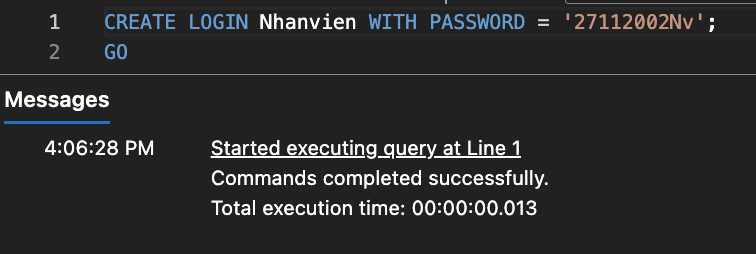 1 CREATE LOGIN Nhanvien WITH PASSWORD = '27112002Nv';
2 GO
Messages
4:06:28 PM Started executing query at Line 1
Commands completed successfully.
Total execution time: 00:00:00.013